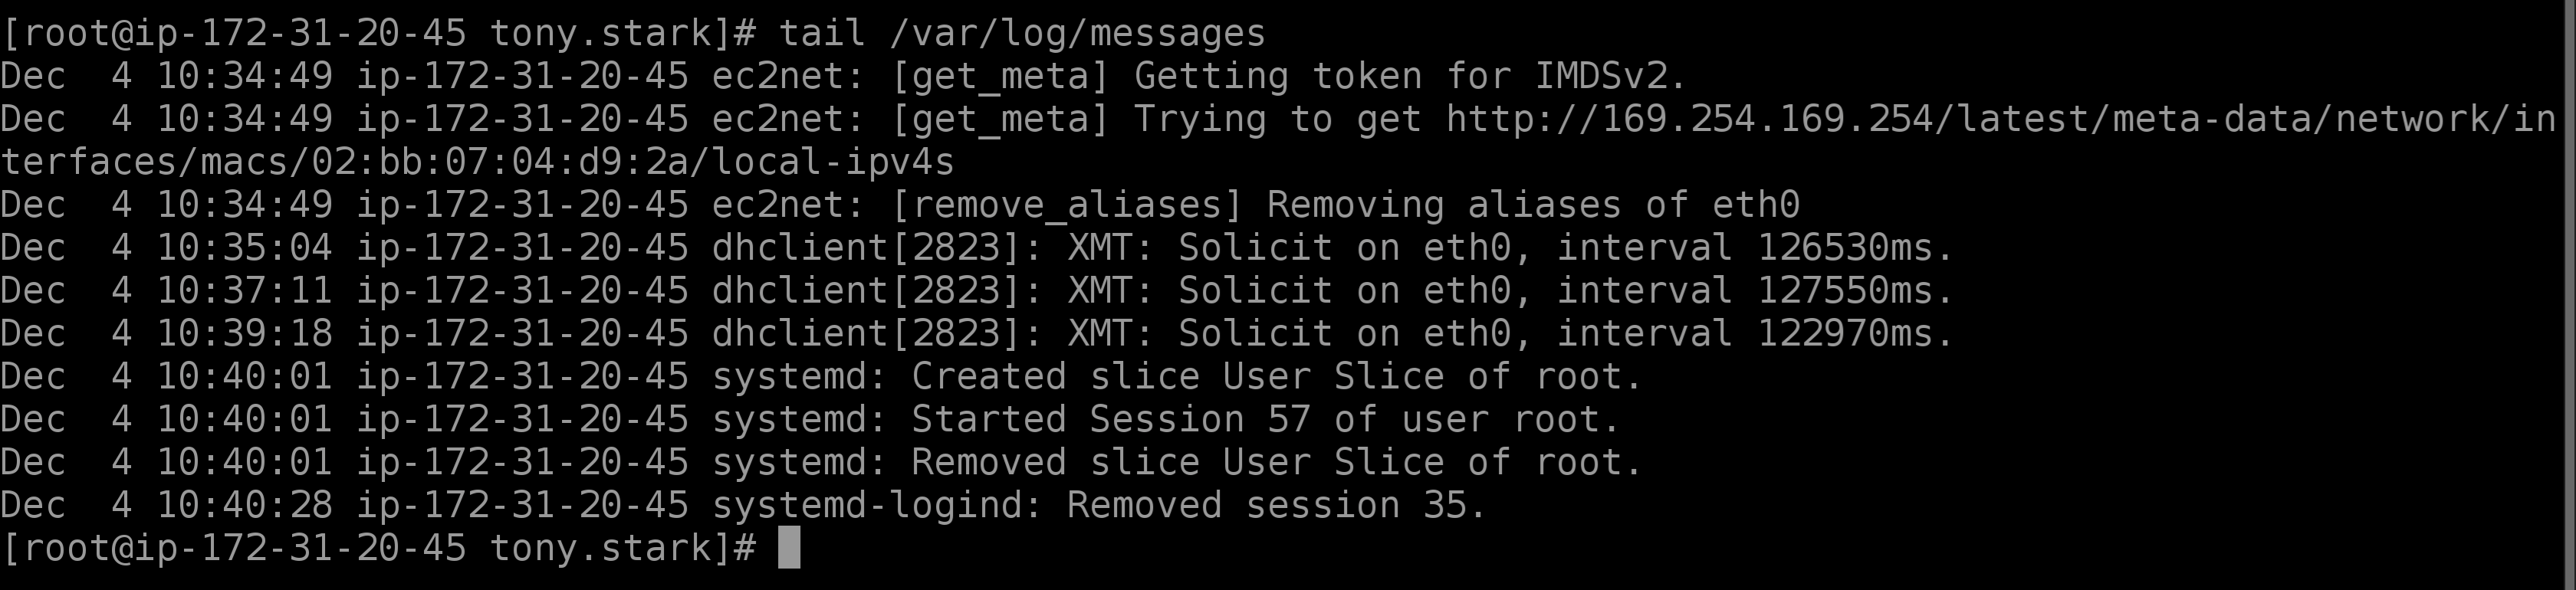 [root@ip-172-31-20-45 tony.stark]# tail /var/log/messages
Dec  4 10:34:49 ip-172-31-20-45 ec2net: [get_meta] Getting token for IMDSv2.
Dec  4 10:34:49 ip-172-31-20-45 ec2net: [get_meta] Trying to get http://169.254.169.254/latest/meta-data/network/in
terfaces/macs/02:bb:07:04:d9:2a/local-ipv4s
Dec  4 10:34:49 ip-172-31-20-45 ec2net: [remove_aliases] Removing aliases of eth0
Dec  4 10:35:04 ip-172-31-20-45 dhclient[2823]: XMT: Solicit on eth0, interval 126530ms.
Dec  4 10:37:11 ip-172-31-20-45 dhclient[2823]: XMT: Solicit on eth0, interval 127550ms.
Dec  4 10:39:18 ip-172-31-20-45 dhclient[2823]: XMT: Solicit on eth0, interval 122970ms.
Dec  4 10:40:01 ip-172-31-20-45 systemd: Created slice User Slice of root.
Dec  4 10:40:01 ip-172-31-20-45 systemd: Started Session 57 of user root.
Dec  4 10:40:01 ip-172-31-20-45 systemd: Removed slice User Slice of root.
Dec  4 10:40:28 ip-172-31-20-45 systemd-logind: Removed session 35.
[root@ip-172-31-20-45 tony.stark]#